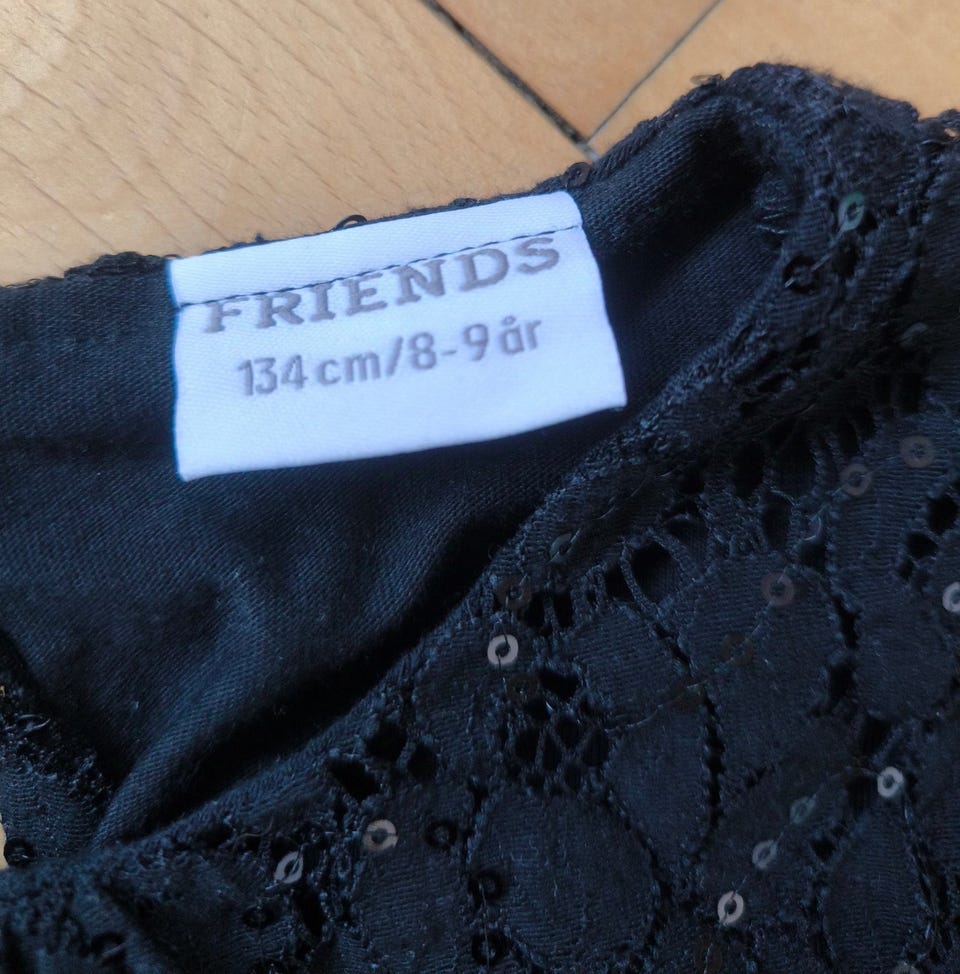 FRIENDS
134 cm/8-9 år